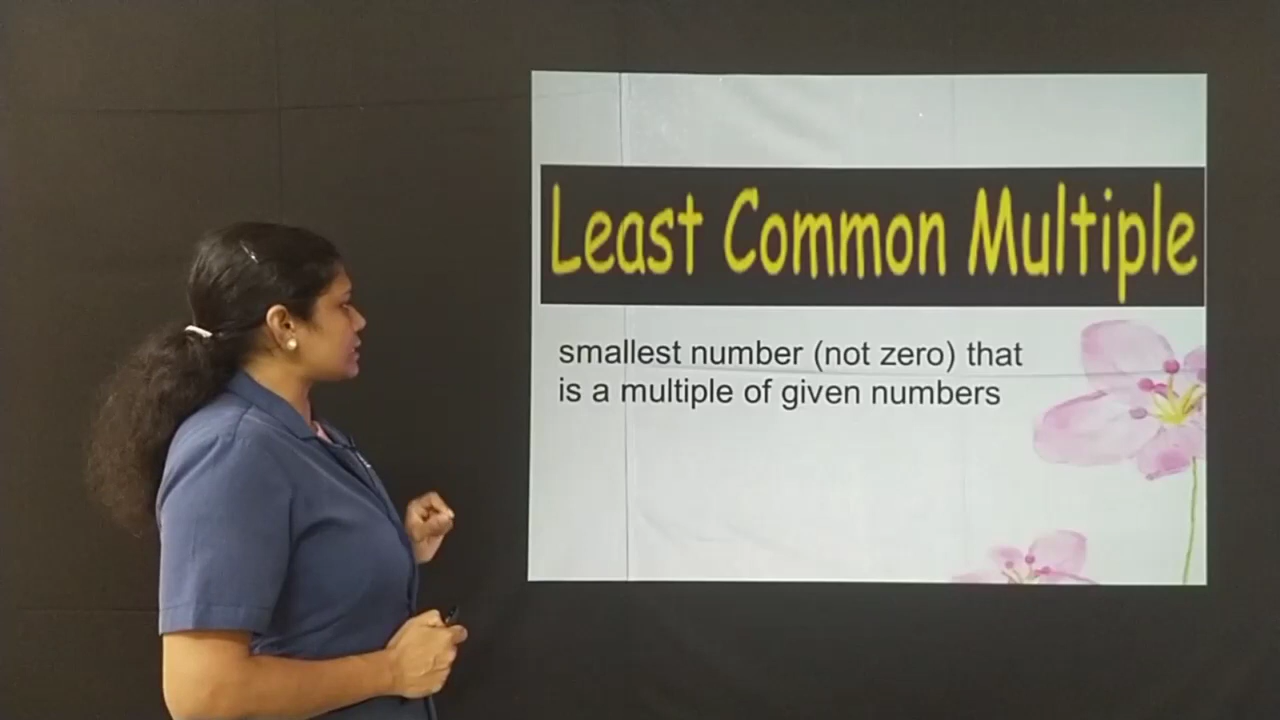 Least Common Multiple
smallest number (not zero) that
is a multiple of given numbers